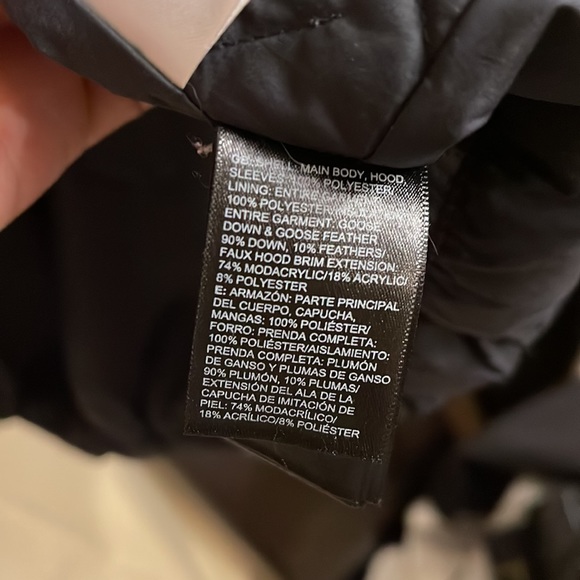 MAIN BODY, HOOD,
SLEEVES: POLYESTER/
LINING: ENTIRE
100% POLYESTER/
ENTIRE GARMENT: GOOSE
DOWN & GOOSE FEATHER
90% DOWN, 10% FEATHERS/
FAUX HOOD BRIM EXTENSION:
74% MODACRYLIC/18% ACRYLIC/
8% POLYESTER
E: ARMAZÓN: PARTE PRINCIPAL
DEL CUERPO, CAPUCHA,
MANGAS: 100% POLIÉSTER/
FORRO: PRENDA COMPLETA:
100% POLIÉSTER/AISLAMIENTO:
PRENDA COMPLETA: PLUMÓN
DE GANSO Y PLUMAS DE GANSO
90% PLUMÓN, 10% PLUMAS/
EXTENSIÓN DEL ALA DE LA
CAPUCHA DE IMITACIÓN DE
PIEL: 74% MODACRÍLICO/
18% ACRÍLICO/8% POLIÉSTER